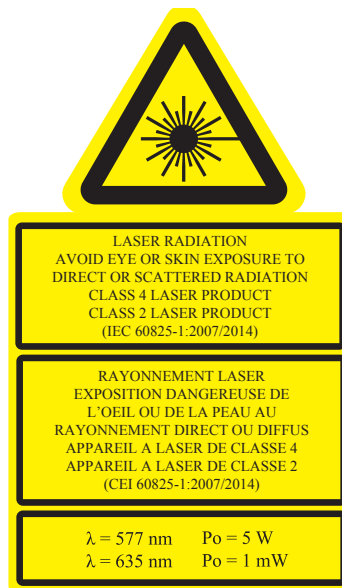 LASER RADIATION
AVOID EYE OR SKIN EXPOSURE TO
DIRECT OR SCATTERED RADIATION
CLASS 4 LASER PRODUCT
CLASS 2 LASER PRODUCT
(IEC 60825-1:2007/2014)
RAYONNEMENT LASER
EXPOSITION DANGEREUSE DE
L'OEIL OU DE LA PEAU AU
RAYONNEMENT DIRECT OU DIFFUS
APPAREIL A LASER DE CLASSE 4
APPAREIL A LASER DE CLASSE 2
(CEI 60825-1:2007/2014)
λ = 577 nm Po = 5 W
λ = 635 nm Po = 1 mW